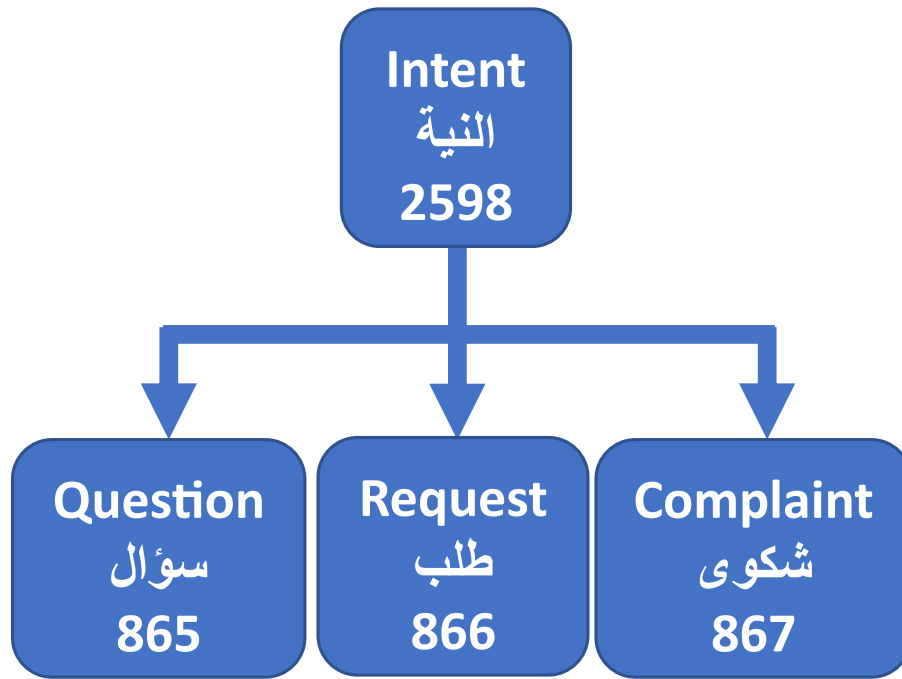 Intent
النية
2598
Question
سؤال
865
Request
طلب
866
Complaint
شكوى
867